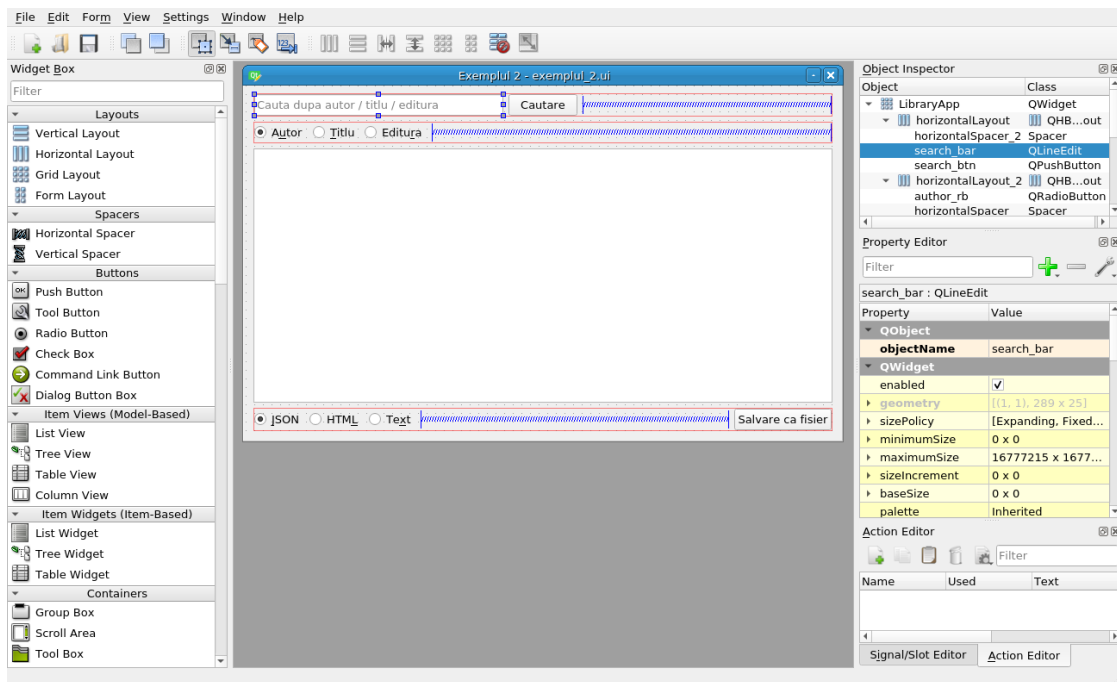 File Edit Form View Settings Window Help
Widget Box
Filter
Layouts
Vertical Layout
Horizontal Layout
Grid Layout
Form Layout
Spacers
Horizontal Spacer
Vertical Spacer
Buttons
OK Push Button
Tool Button
Radio Button
Check Box
Command Link Button
Dialog Button Box
Item Views (Model-Based)
List View
Tree View
Table View
Column View
Item Widgets (Item-Based)
List Widget
Tree Widget
Table Widget
Containers
Group Box
Scroll Area
Tool Box
Exemplul 2 - exemplul_2.ui
Cauta dupa autor / titlu / editura Cautare
Autor Titlu Editura
JSON HTML Text Salvare ca fisier
Object Inspector
Object Class
LibraryApp QWidget
horizontalLayout QHB...out
horizontalSpacer_2 Spacer
search_bar QLineEdit
search_btn QPushButton
horizontalLayout_2 QHB...out
author_rb QRadioButton
horizontalSpacer Spacer
Property Editor
Filter
search_bar : QLineEdit
Property Value
QObject
objectName search_bar
QWidget
enabled
geometry [(1, 1), 289 x 25]
sizePolicy [Expanding, Fixed...
minimumSize 0 x 0
maximumSize 16777215 x 1677...
sizeIncrement 0 x 0
baseSize 0 x 0
palette Inherited
Action Editor
Filter
Name Used Text
Signal/Slot Editor Action Editor